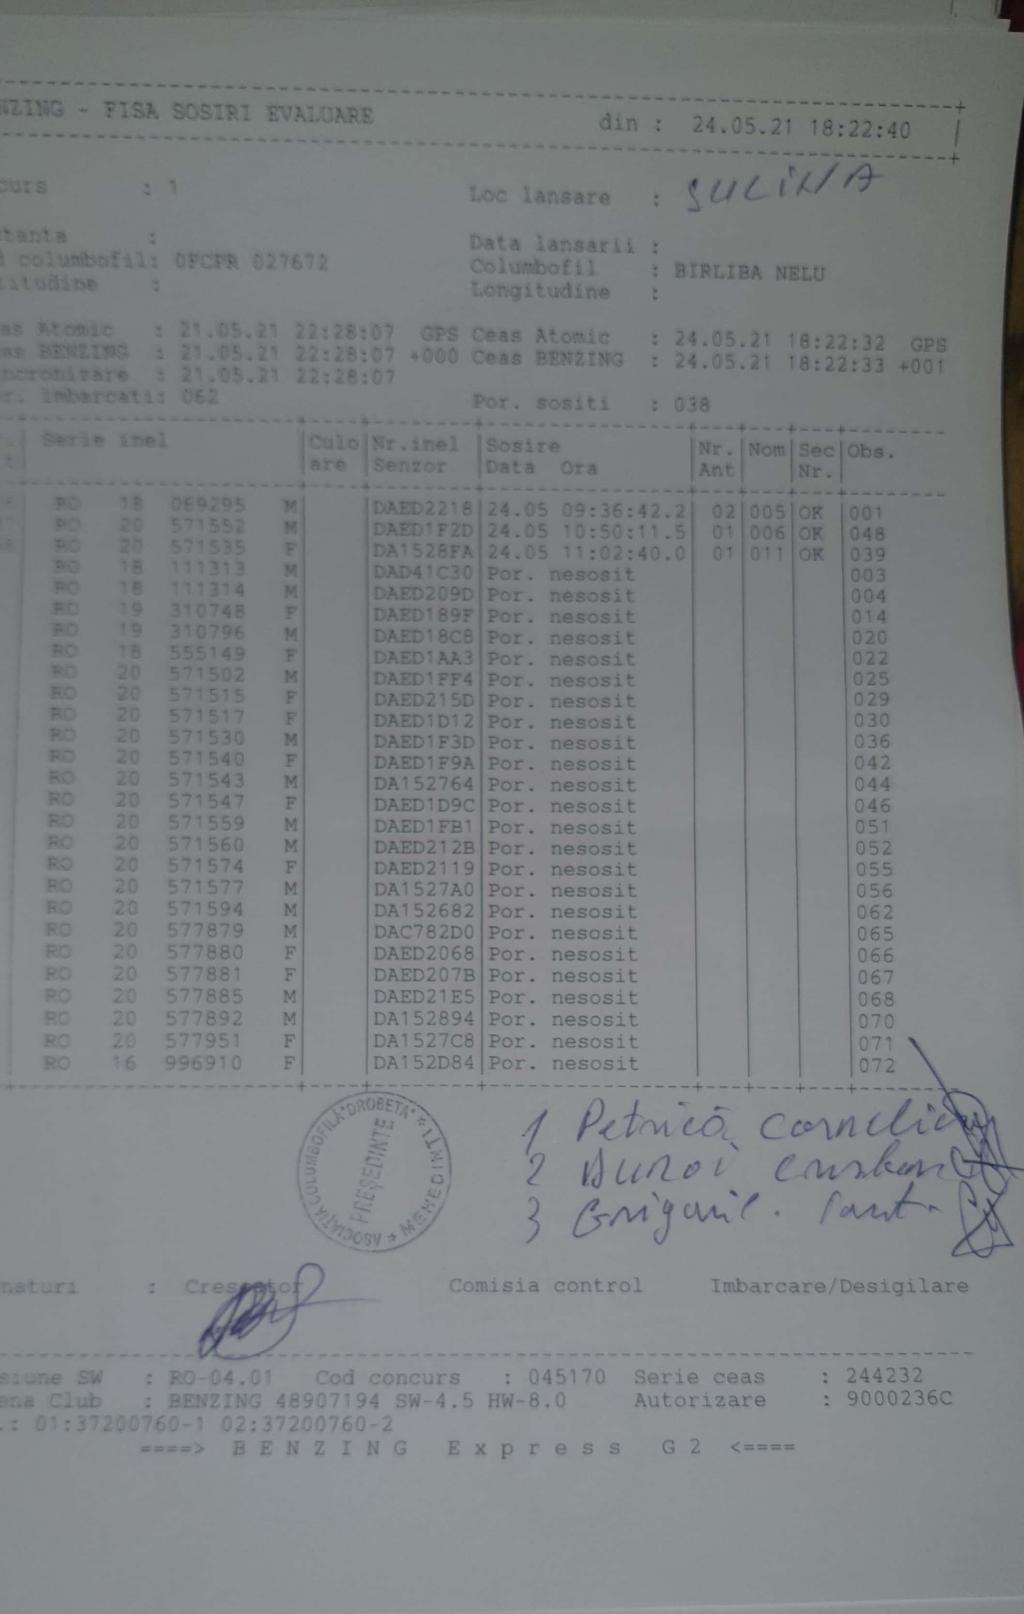 NZING - FISA SOSIRI EVALUARE din : 24.05.21 18:22:40
curs : 1 Loc lansare : SULINA
tanta : Data lansarii :
d columbofil: OFCPR 027672 Columbofil : BIRLIBA NELU
titudine : Longitudine :
as Atomic : 21.05.21 22:28:07 GPS Ceas Atomic : 24.05.21 18:22:32 GPS
as BENZING : 21.05.21 22:28:07 +000 Ceas BENZING : 24.05.21 18:22:33 +001
ncronizare : 21.05.21 22:28:07
r. imbarcati: 062 Por. sositi : 038
Serie inel Culo Nr.inel Sosire Nr. Nom Sec Obs.
are Senzor Data Ora Ant Nr.
RO 18 069295 M DAED2218 24.05 09:36:42.2 02 005 OK 001
RO 20 571552 M DAED1F2D 24.05 10:50:11.5 01 006 OK 048
RO 20 571535 F DA1528FA 24.05 11:02:40.0 01 011 OK 039
RO 18 111313 M DAD41C30 Por. nesosit 003
RO 18 111314 M DAED209D Por. nesosit 004
RO 19 310748 F DAED189F Por. nesosit 014
RO 19 310796 M DAED18C8 Por. nesosit 020
RO 18 555149 F DAED1AA3 Por. nesosit 022
RO 20 571502 M DAED1FF4 Por. nesosit 025
RO 20 571515 F DAED215D Por. nesosit 029
RO 20 571517 F DAED1D12 Por. nesosit 030
RO 20 571530 M DAED1F3D Por. nesosit 036
RO 20 571540 F DAED1F9A Por. nesosit 042
RO 20 571543 M DA152764 Por. nesosit 044
RO 20 571547 F DAED1D9C Por. nesosit 046
RO 20 571559 M DAED1FB1 Por. nesosit 051
RO 20 571560 M DAED212B Por. nesosit 052
RO 20 571574 F DAED2119 Por. nesosit 055
RO 20 571577 M DA1527A0 Por. nesosit 056
RO 20 571594 M DA152682 Por. nesosit 062
RO 20 577879 M DAC782D0 Por. nesosit 065
RO 20 577880 F DAED2068 Por. nesosit 066
RO 20 577881 F DAED207B Por. nesosit 067
RO 20 577885 M DAED21E5 Por. nesosit 068
RO 20 577892 M DA152894 Por. nesosit 070
RO 20 577951 F DA1527C8 Por. nesosit 071
RO 16 996910 F DA152D84 Por. nesosit 072
ASOCIAȚIA COLUMBOFILĂ "DROBETA" * MEHEDINTI *
PREȘEDINTE
1 Petrică
2
3
naturi : Crescator Comisia control Imbarcare/Desigilare
siune SW : RO-04.01 Cod concurs : 045170 Serie ceas : 244232
ena Club : BENZING 48907194 SW-4.5 HW-8.0 Autorizare : 9000236C
.: 01:37200760-1 02:37200760-2
====> B E N Z I N G E x p r e s s G 2 <====